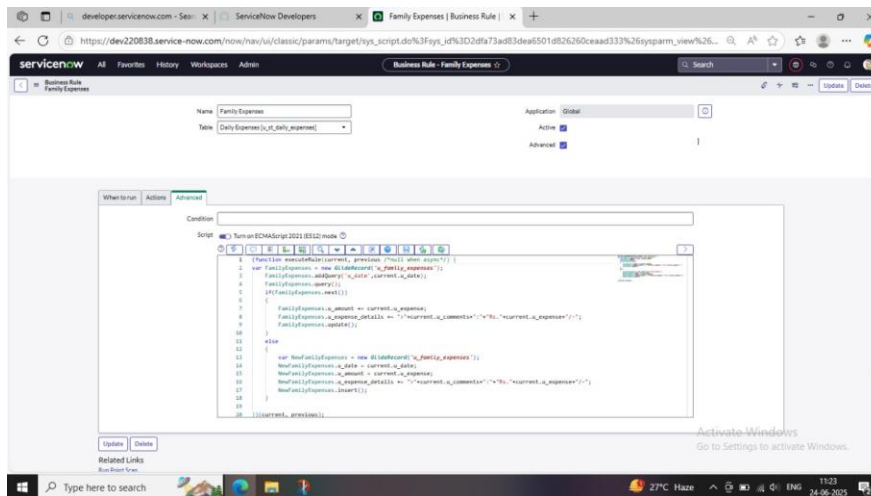 developer.servicenow.com - Sear
ServiceNow Developers
Family Expenses | Business Rule |
https://dev220838.service-now.com/now/nav/ui/classic/params/target/sys_script.do%3Fsys_id%3D2dfa73ad83dea6501d826260ceaad333%26sysparm_view%26...
servicenow All Favorites History Workspaces Admin Business Rule - Family Expenses Search
Business Rule
Family Expenses
Update Delet
Name Family Expenses Application Global
Table Daily Expenses [u_st_daily_expenses] Active
Advanced
When to run Actions Advanced
Condition
Script Turn on ECMAScript 2021 (ES12) mode
1 (function executeRule(current, previous /*null when async*/) {
2 var FamilyExpenses = new GlideRecord('u_family_expenses');
3 FamilyExpenses.addQuery('u_date',current.u_date);
4 FamilyExpenses.query();
5 if(FamilyExpenses.next())
6 {
7 FamilyExpenses.u_amount += current.u_expense;
8 FamilyExpenses.u_expense_details += ">"+current.u_comments+":"+"Rs."+current.u_expense+"/-";
9 FamilyExpenses.update();
10 }
11 else
12 {
13 var NewFamilyExpenses = new GlideRecord('u_family_expenses');
14 NewFamilyExpenses.u_date = current.u_date;
15 NewFamilyExpenses.u_amount = current.u_expense;
16 NewFamilyExpenses.u_expense_details += ">"+current.u_comments+":"+"Rs."+current.u_expense+"/-";
17 NewFamilyExpenses.insert();
18 }
19
20 })(current, previous);
Activate Windows
Go to Settings to activate Windows.
Update Delete
Related Links
Run Point Scan
Type here to search
27°C Haze ENG 11:23
24-06-2025